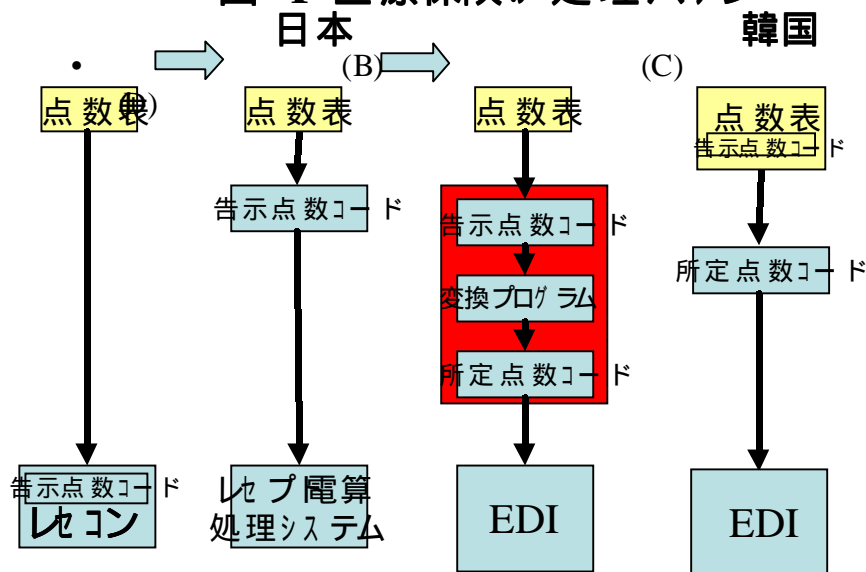 日本
韓国
(B)
(C)
点数表
点数表
点数表
点数表
告示点数コード
告示点数コード
告示点数コード
変換プログラム
所定点数コード
所定点数コード
告示点数コード
レセコン
レセプト電算
処理システム
EDI
EDI